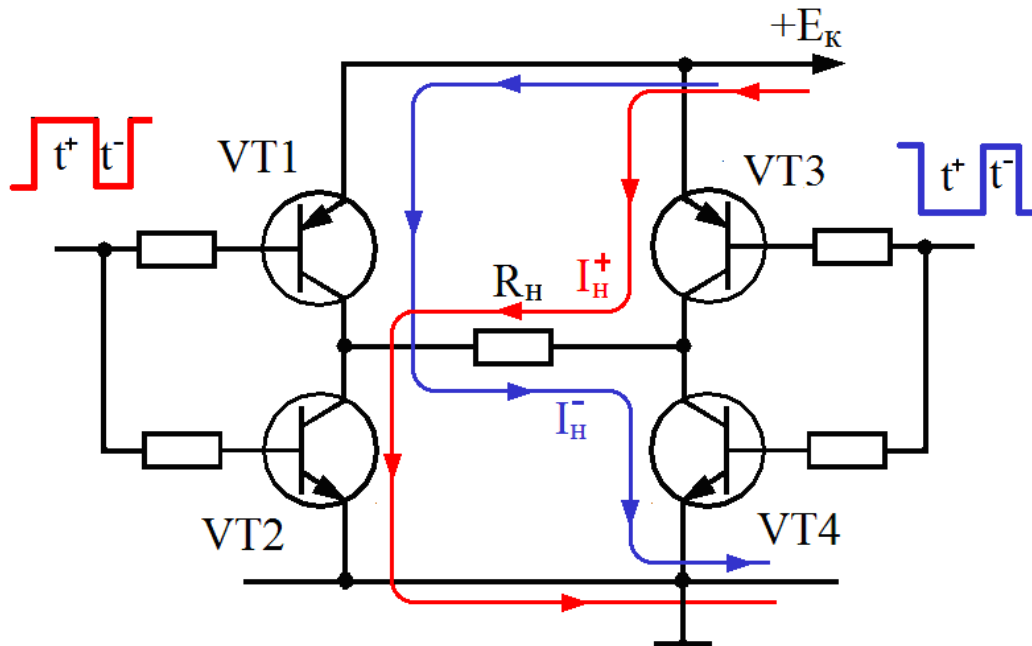 +Eк
t+ t-
VT1
VT3
t+ t-
Rн
Iн+
Iн-
VT2
VT4